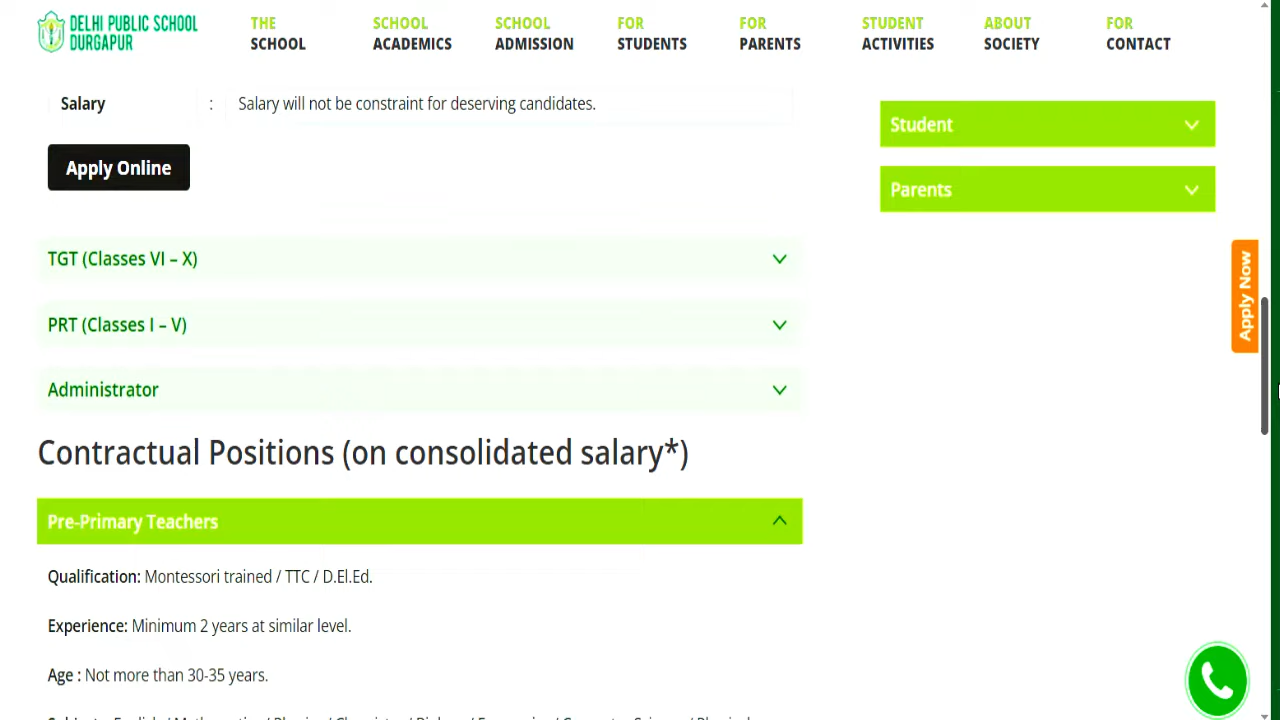 DELHI PUBLIC SCHOOL
DURGAPUR
THE
SCHOOL
SCHOOL
ACADEMICS
SCHOOL
ADMISSION
FOR
STUDENTS
FOR
PARENTS
STUDENT
ACTIVITIES
ABOUT
SOCIETY
FOR
CONTACT
Salary : Salary will not be constraint for deserving candidates.
Apply Online
Student
Parents
Apply Now
TGT (Classes VI – X)
PRT (Classes I – V)
Administrator
Contractual Positions (on consolidated salary*)
Pre-Primary Teachers
Qualification: Montessori trained / TTC / D.El.Ed.
Experience: Minimum 2 years at similar level.
Age : Not more than 30-35 years.